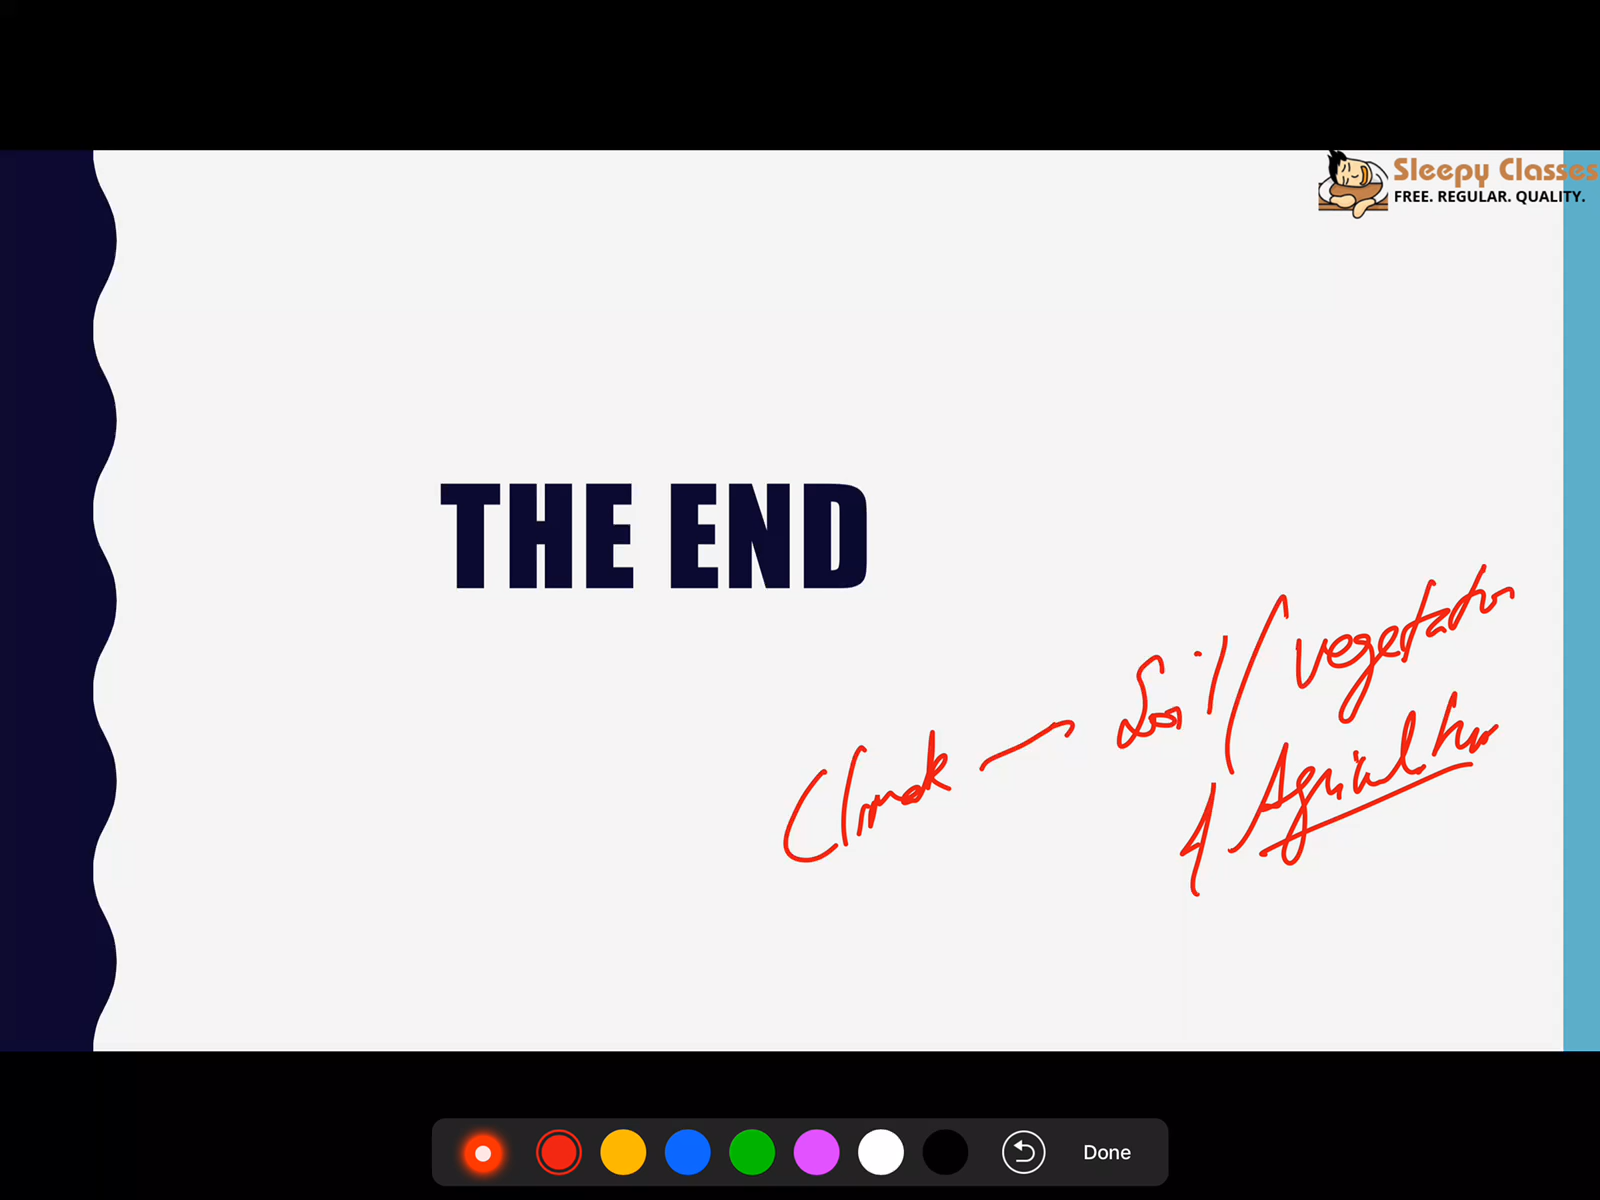 Sleepy Classes
FREE. REGULAR. QUALITY.
THE END
Climate → Soil / vegetation
& Agriculture
Done